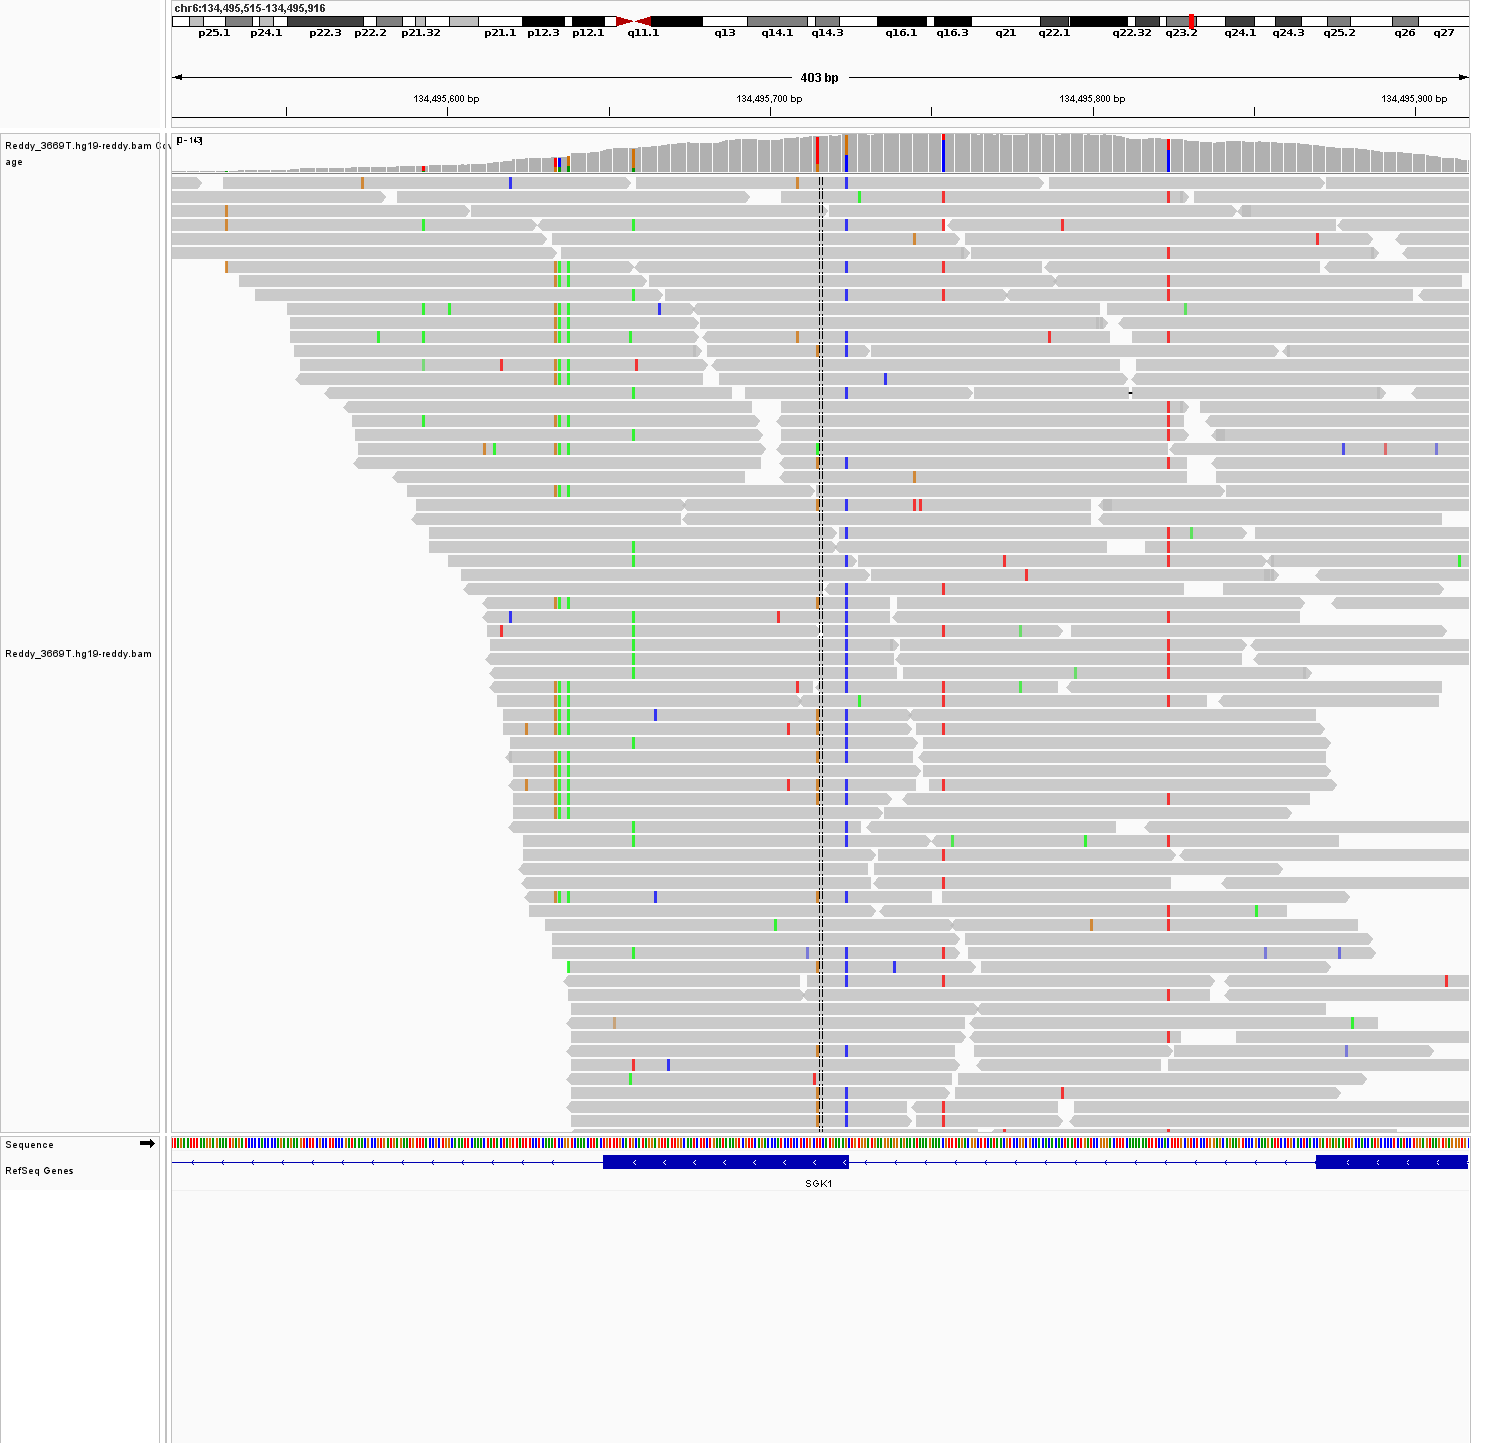 chr6:134,495,515-134,495,916
p25.1 p24.1 p22.3 p22.2 p21.32 p21.1 p12.3 p12.1 q11.1 q13 q14.1 q14.3 q16.1 q16.3 q21 q22.1 q22.32 q23.2 q24.1 q24.3 q25.2 q26 q27
403 bp
134,495,600 bp 134,495,700 bp 134,495,800 bp 134,495,900 bp
Reddy_3669T.hg19-reddy.bam Cov
age
[0 - 143]
Reddy_3669T.hg19-reddy.bam
Sequence
RefSeq Genes
SGK1